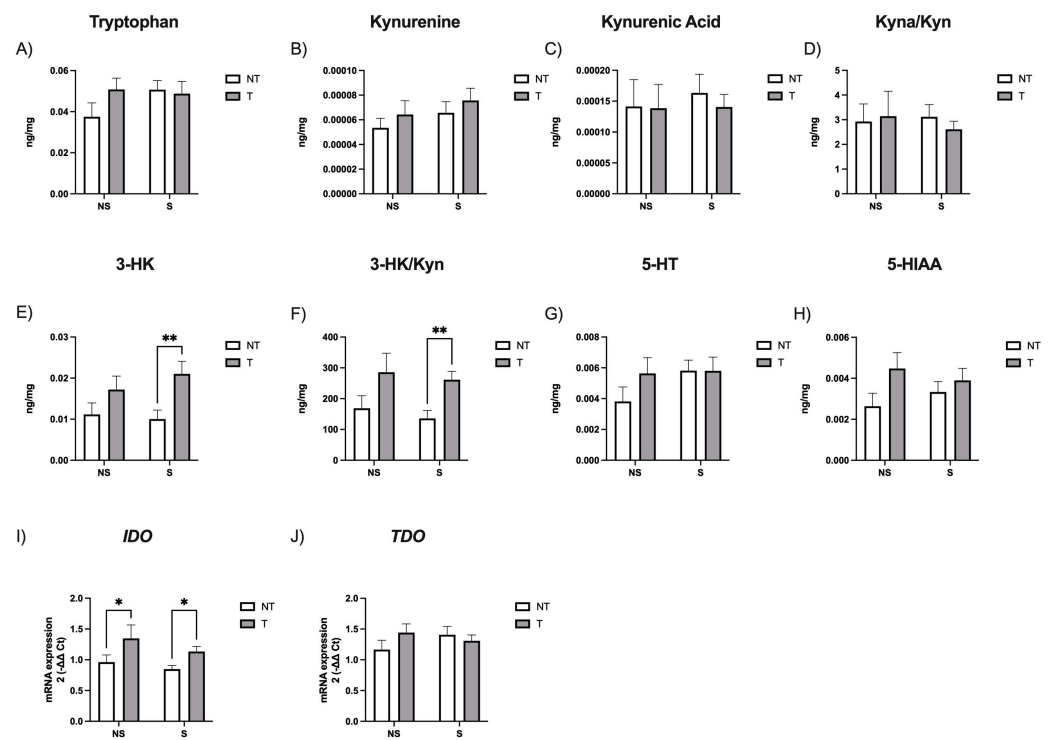 Tryptophan
Kynurenine
Kynurenic Acid
Kyna/Kyn
A)
B)
C)
D)
ng/mg
0.06
0.04
0.02
0.00
NS
S
NT
T
ng/mg
0.00010
0.00008
0.00006
0.00004
0.00002
0.00000
NS
S
NT
T
ng/mg
0.00020
0.00015
0.00010
0.00005
0.00000
NS
S
NT
T
ng/mg
5
4
3
2
1
0
NS
S
NT
T
3-HK
3-HK/Kyn
5-HT
5-HIAA
E)
F)
G)
H)
ng/mg
0.03
0.02
0.01
0.00
**
NS
S
NT
T
ng/mg
400
300
200
100
0
**
NS
S
NT
T
ng/mg
0.008
0.006
0.004
0.002
0.000
NS
S
NT
T
ng/mg
0.006
0.004
0.002
0.000
NS
S
NT
T
I)
IDO
J)
TDO
mRNA expression
2 (-ΔΔ Ct)
2.0
1.5
1.0
0.5
0.0
*
*
NS
S
NT
T
mRNA expression
2 (-ΔΔ Ct)
2.0
1.5
1.0
0.5
0.0
NS
S
NT
T